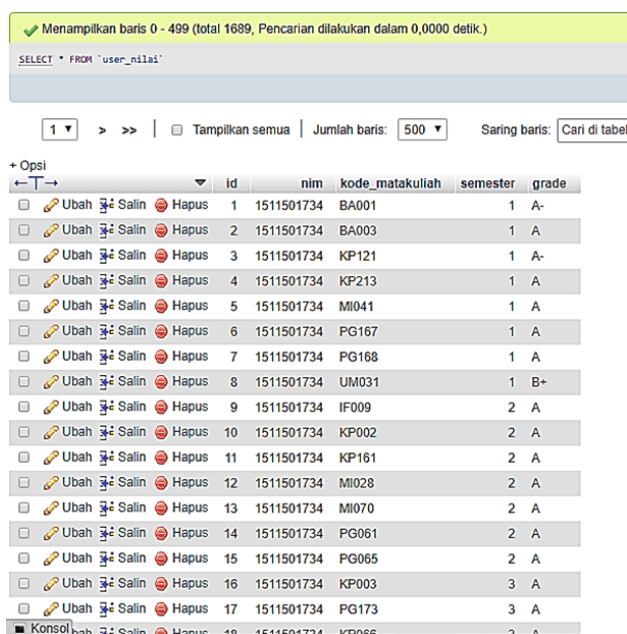 Menampilkan baris 0 - 499 (total 1689, Pencarian dilakukan dalam 0,0000 detik.)
SELECT * FROM `user_nilai`
1 > >> Tampilkan semua Jumlah baris: 500 Saring baris: Cari di tabel
+ Opsi
id nim kode_matakuliah semester grade
Ubah Salin Hapus 1 1511501734 BA001 1 A-
Ubah Salin Hapus 2 1511501734 BA003 1 A
Ubah Salin Hapus 3 1511501734 KP121 1 A-
Ubah Salin Hapus 4 1511501734 KP213 1 A
Ubah Salin Hapus 5 1511501734 MI041 1 A
Ubah Salin Hapus 6 1511501734 PG167 1 A
Ubah Salin Hapus 7 1511501734 PG168 1 A
Ubah Salin Hapus 8 1511501734 UM031 1 B+
Ubah Salin Hapus 9 1511501734 IF009 2 A
Ubah Salin Hapus 10 1511501734 KP002 2 A
Ubah Salin Hapus 11 1511501734 KP161 2 A
Ubah Salin Hapus 12 1511501734 MI028 2 A
Ubah Salin Hapus 13 1511501734 MI070 2 A
Ubah Salin Hapus 14 1511501734 PG061 2 A
Ubah Salin Hapus 15 1511501734 PG065 2 A
Ubah Salin Hapus 16 1511501734 KP003 3 A
Ubah Salin Hapus 17 1511501734 PG173 3 A
Konsol Salin Hapus 18 1511501734